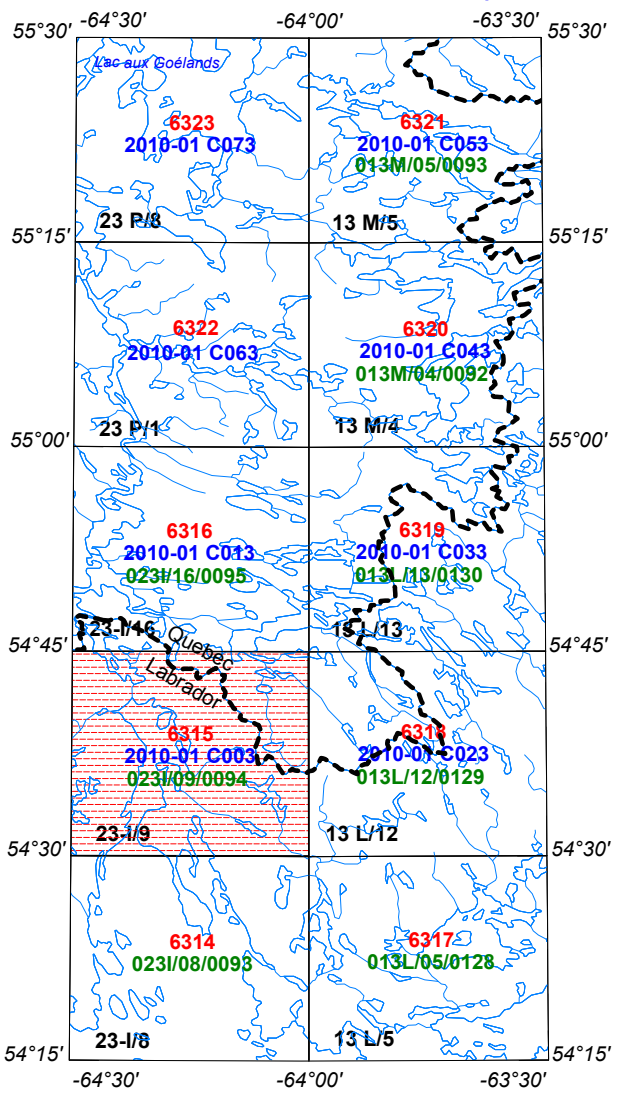 -64°30' -64°00' -63°30'
55°30' 55°30'
Lac aux Goélands
6323
2010-01 C073
23 P/8
6321
2010-01 C053
013M/05/0093
13 M/5
55°15' 55°15'
6322
2010-01 C063
23 P/1
6320
2010-01 C043
013M/04/0092
13 M/4
55°00' 55°00'
6316
2010-01 C013
023I/16/0095
23-I/16
6319
2010-01 C033
013L/13/0130
13 L/13
54°45' 54°45'
Quebec
Labrador
6315
2010-01 C003
023I/09/0094
23-I/9
6318
2010-01 C023
013L/12/0129
13 L/12
54°30' 54°30'
6314
023I/08/0093
23-I/8
6317
013L/05/0128
13 L/5
54°15' 54°15'
-64°30' -64°00' -63°30'